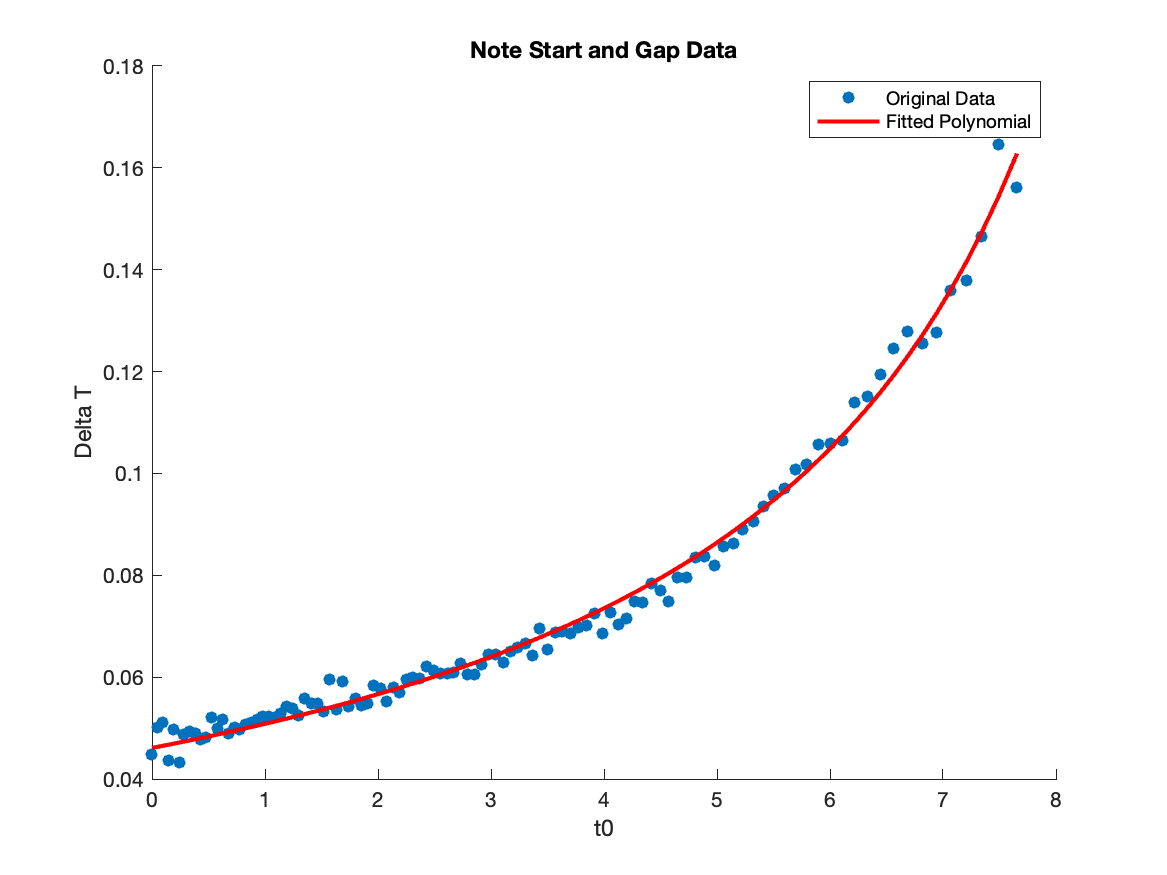 Note Start and Gap Data
Original Data
Fitted Polynomial
0.18
0.16
0.14
0.12
0.1
0.08
0.06
0.04
Delta T
0 1 2 3 4 5 6 7 8
t0